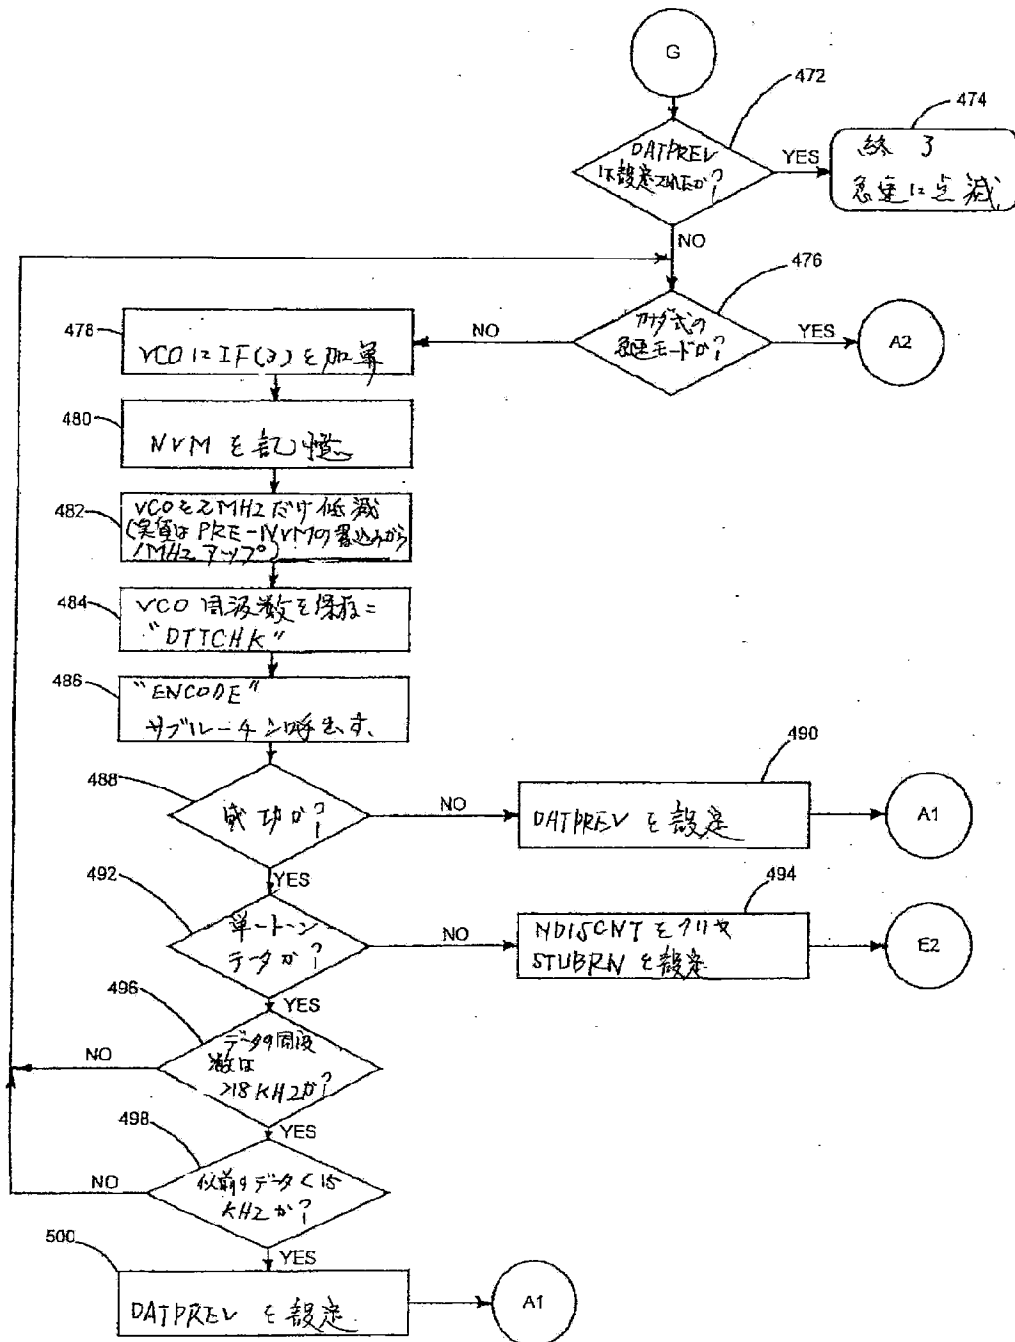 G
472
DATPREV
は設定されたか?
YES
474
終了
急速に点滅
NO
476
カナダ式の
急速モードか?
YES
A2
NO
478
VCOにIF(3)を加算
480
NVMを記憶
482
VCOを2MHzだけ低減
(実質はPRE-NVMの書込みから
1MHzアップ)
484
VCO周波数を保存=
"DTTCHK"
486
"ENCODE"
サブルーチン呼出す.
488
成功か?
NO
490
DATPREVを設定
A1
YES
492
単一トーン
データか?
NO
494
NDISCNTをクリヤ
STUBRNを設定
E2
YES
496
データの周波
数は
>18KHzか?
NO
YES
498
以前のデータ<15
KHzか?
NO
YES
500
DATPREVを設定
A1